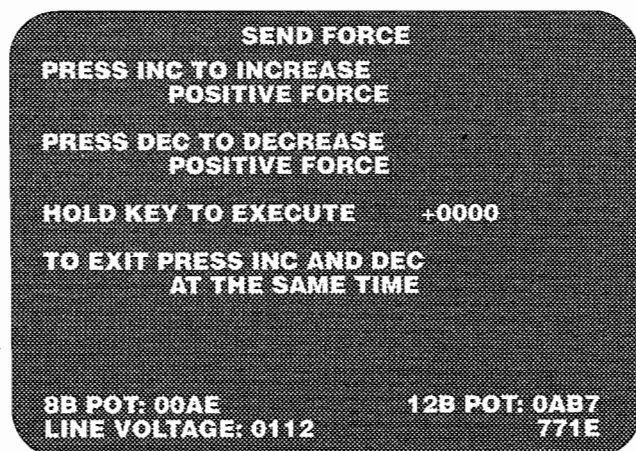 SEND FORCE
PRESS INC TO INCREASE
POSITIVE FORCE
PRESS DEC TO DECREASE
POSITIVE FORCE
HOLD KEY TO EXECUTE +0000
TO EXIT PRESS INC AND DEC
AT THE SAME TIME
8B POT: 00AE 12B POT: 0AB7
LINE VOLTAGE: 0112 771E